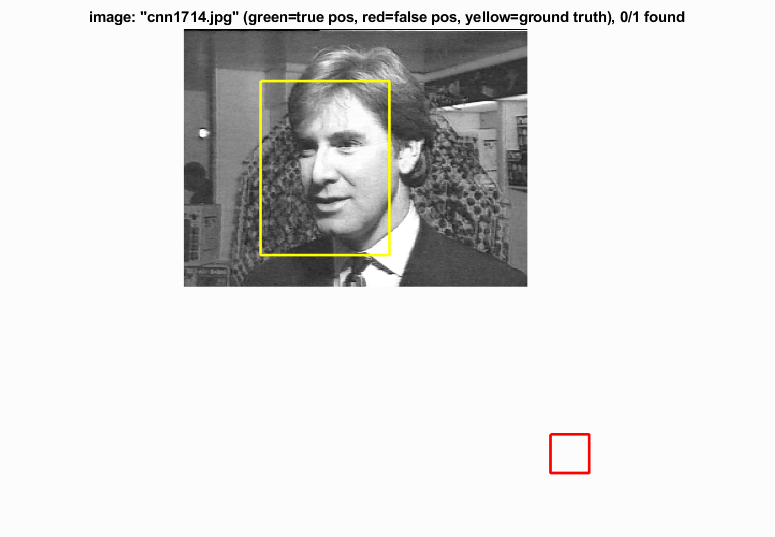 image: "cnn1714.jpg" (green=true pos, red=false pos, yellow=ground truth), 0/1 found